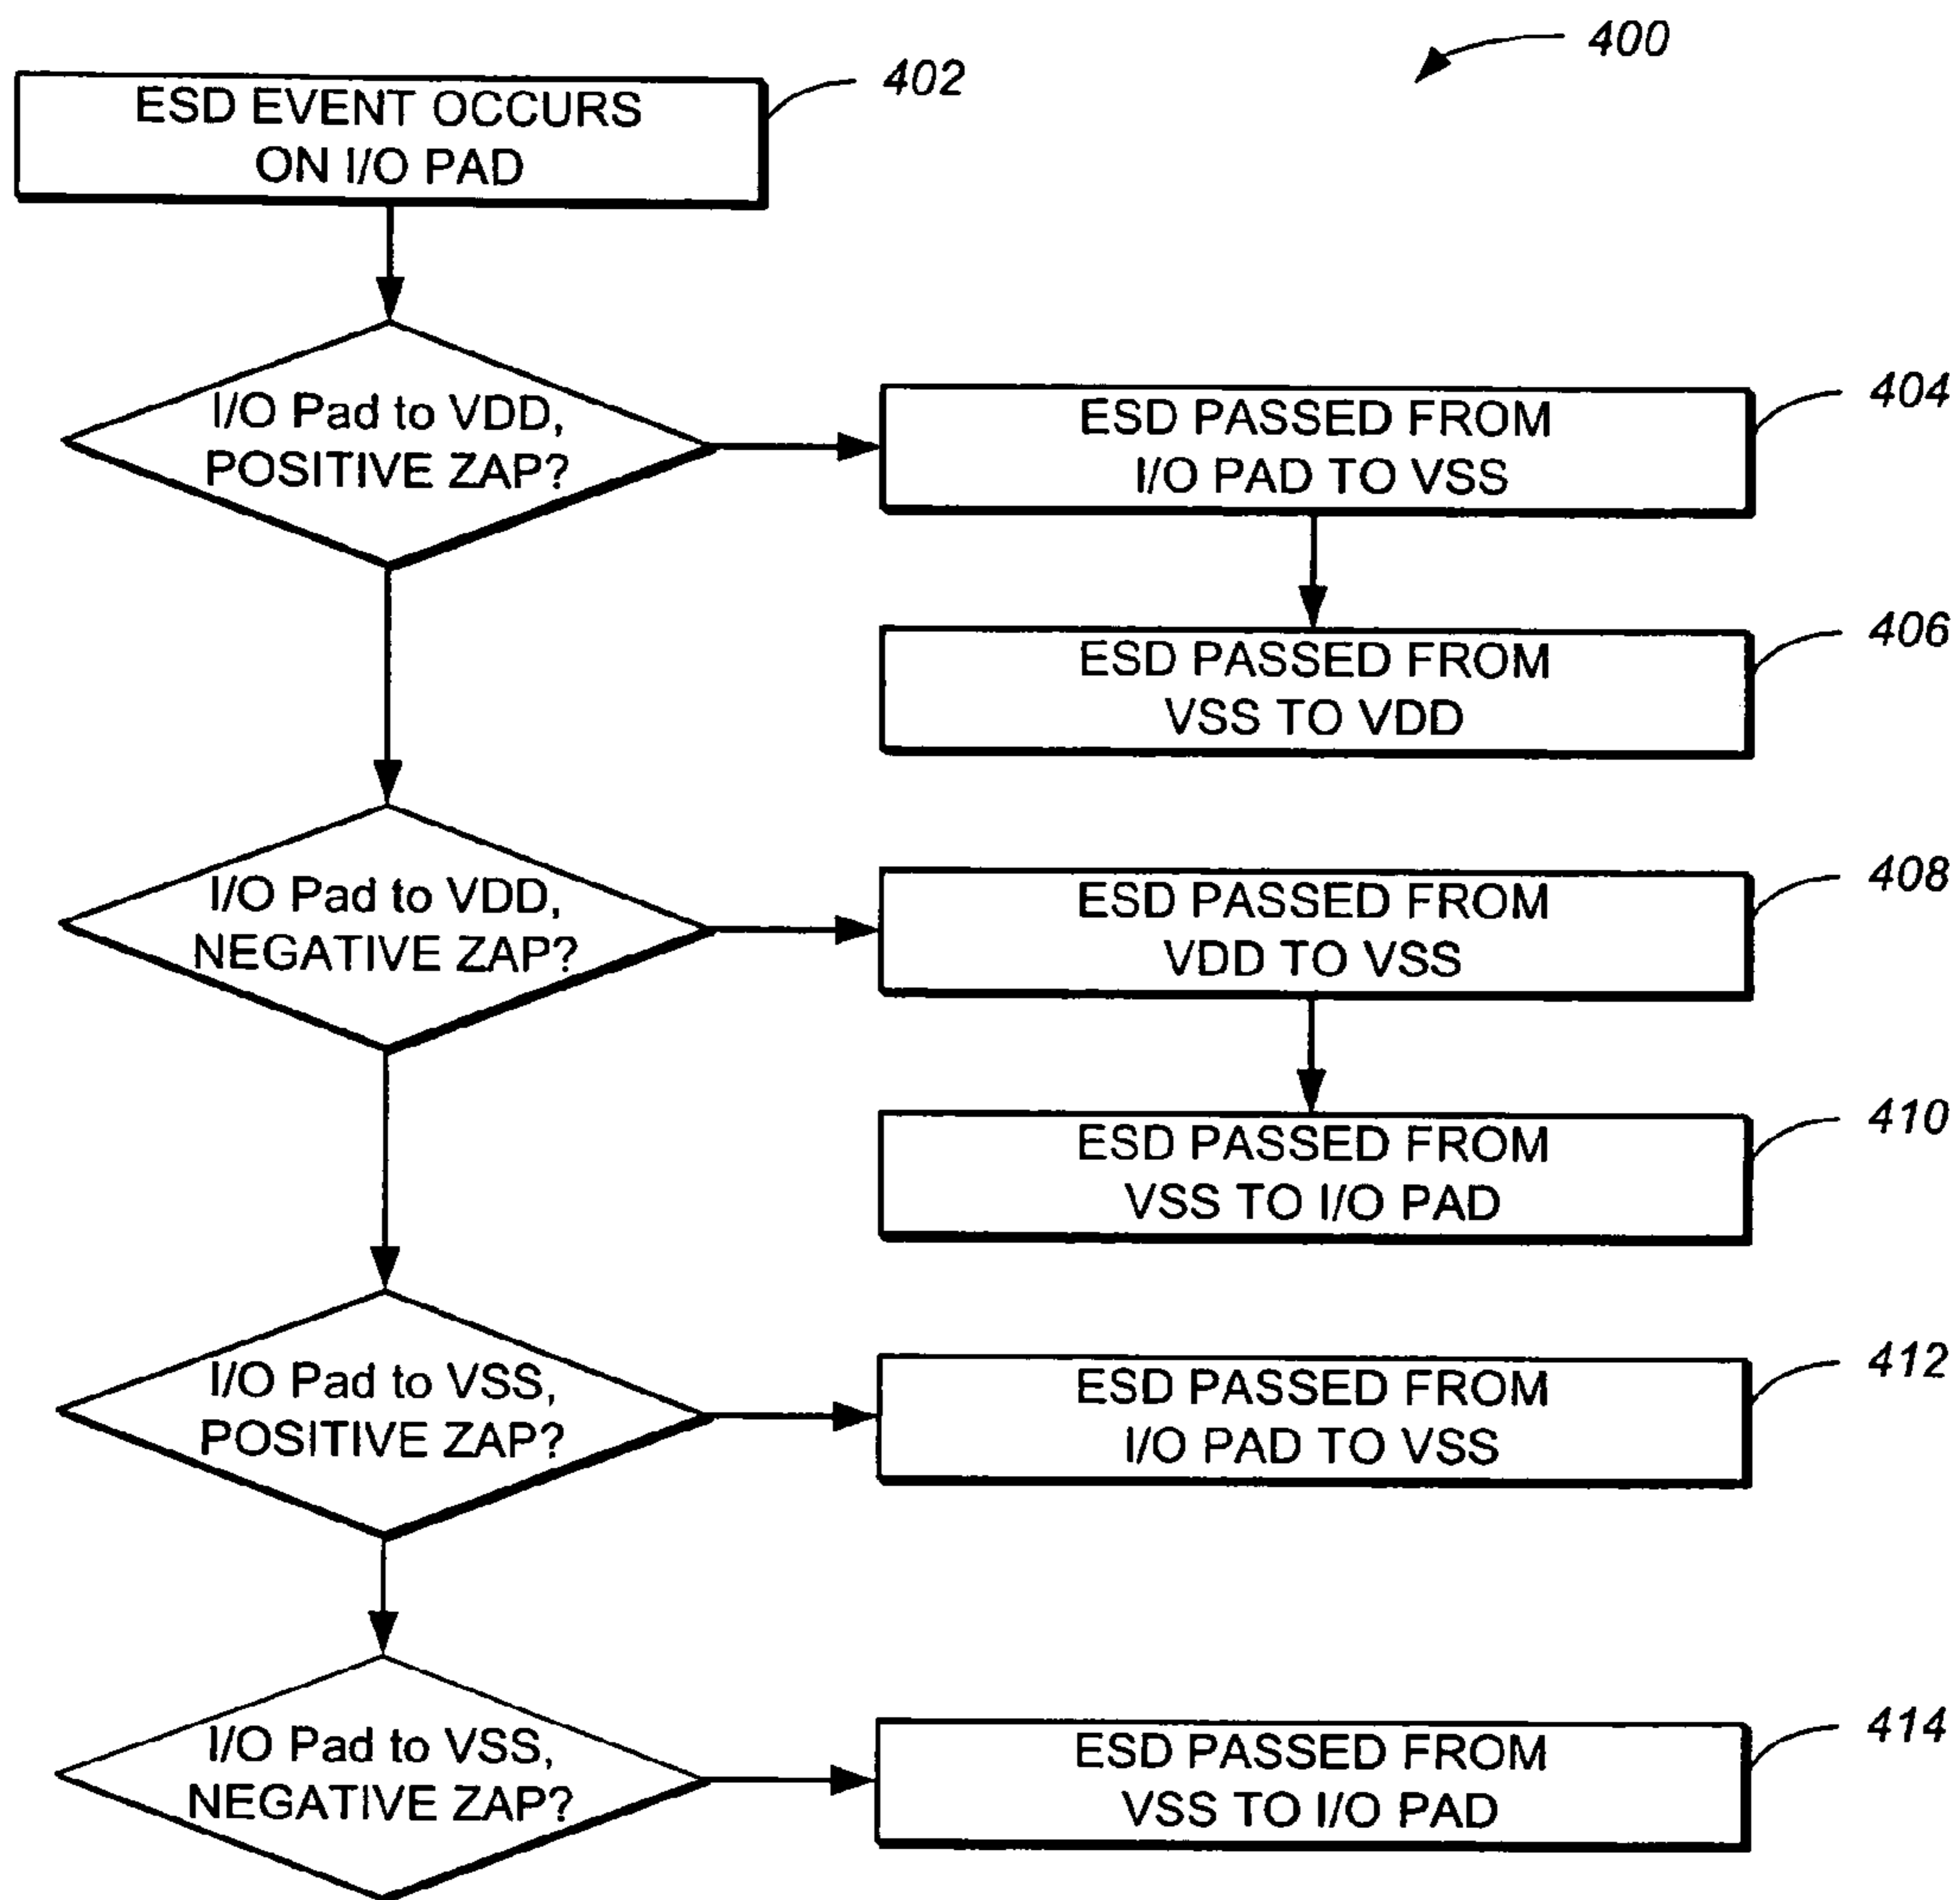 400
ESD EVENT OCCURS
ON I/O PAD
402
I/O Pad to VDD,
POSITIVE ZAP?
ESD PASSED FROM
I/O PAD TO VSS
404
ESD PASSED FROM
VSS TO VDD
406
I/O Pad to VDD,
NEGATIVE ZAP?
ESD PASSED FROM
VDD TO VSS
408
ESD PASSED FROM
VSS TO I/O PAD
410
I/O Pad to VSS,
POSITIVE ZAP?
ESD PASSED FROM
I/O PAD TO VSS
412
I/O Pad to VSS,
NEGATIVE ZAP?
ESD PASSED FROM
VSS TO I/O PAD
414